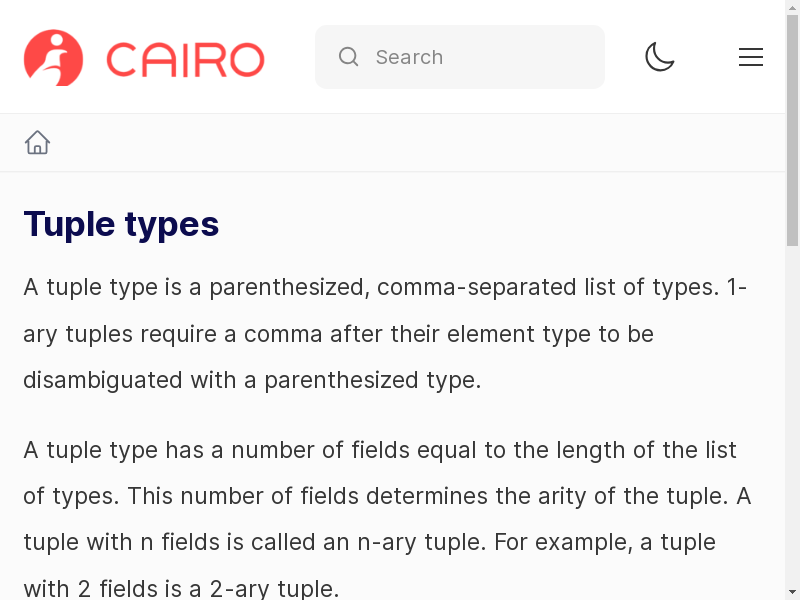 CAIRO
Search
Tuple types
A tuple type is a parenthesized, comma-separated list of types. 1-
ary tuples require a comma after their element type to be
disambiguated with a parenthesized type.
A tuple type has a number of fields equal to the length of the list
of types. This number of fields determines the arity of the tuple. A
tuple with n fields is called an n-ary tuple. For example, a tuple
with 2 fields is a 2-ary tuple.